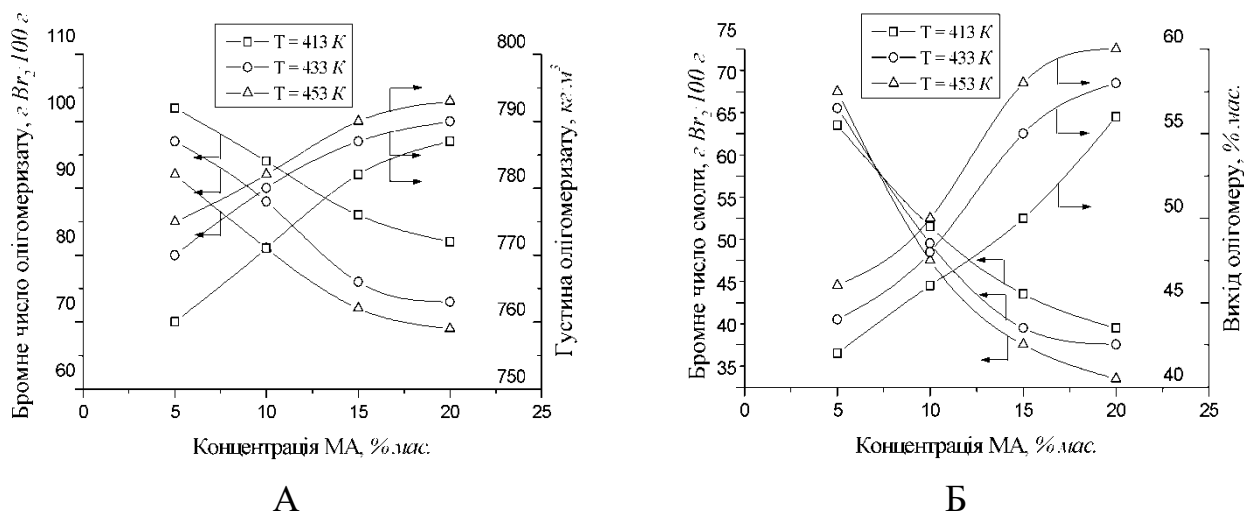 110
100
90
80
70
60
Бромне число олігомеризату, г Br2·100 г
T = 413 K
T = 433 K
T = 453 K
800
790
780
770
760
750
Густина олігомеризату, кг·м3
0 5 10 15 20 25
Концентрація МА, % мас.
А
75
70
65
60
55
50
45
40
35
Бромне число смоли, г Br2·100 г
T = 413 K
T = 433 K
T = 453 K
60
55
50
45
40
Вихід олігомеру, % мас.
0 5 10 15 20 25
Концентрація МА, % мас.
Б